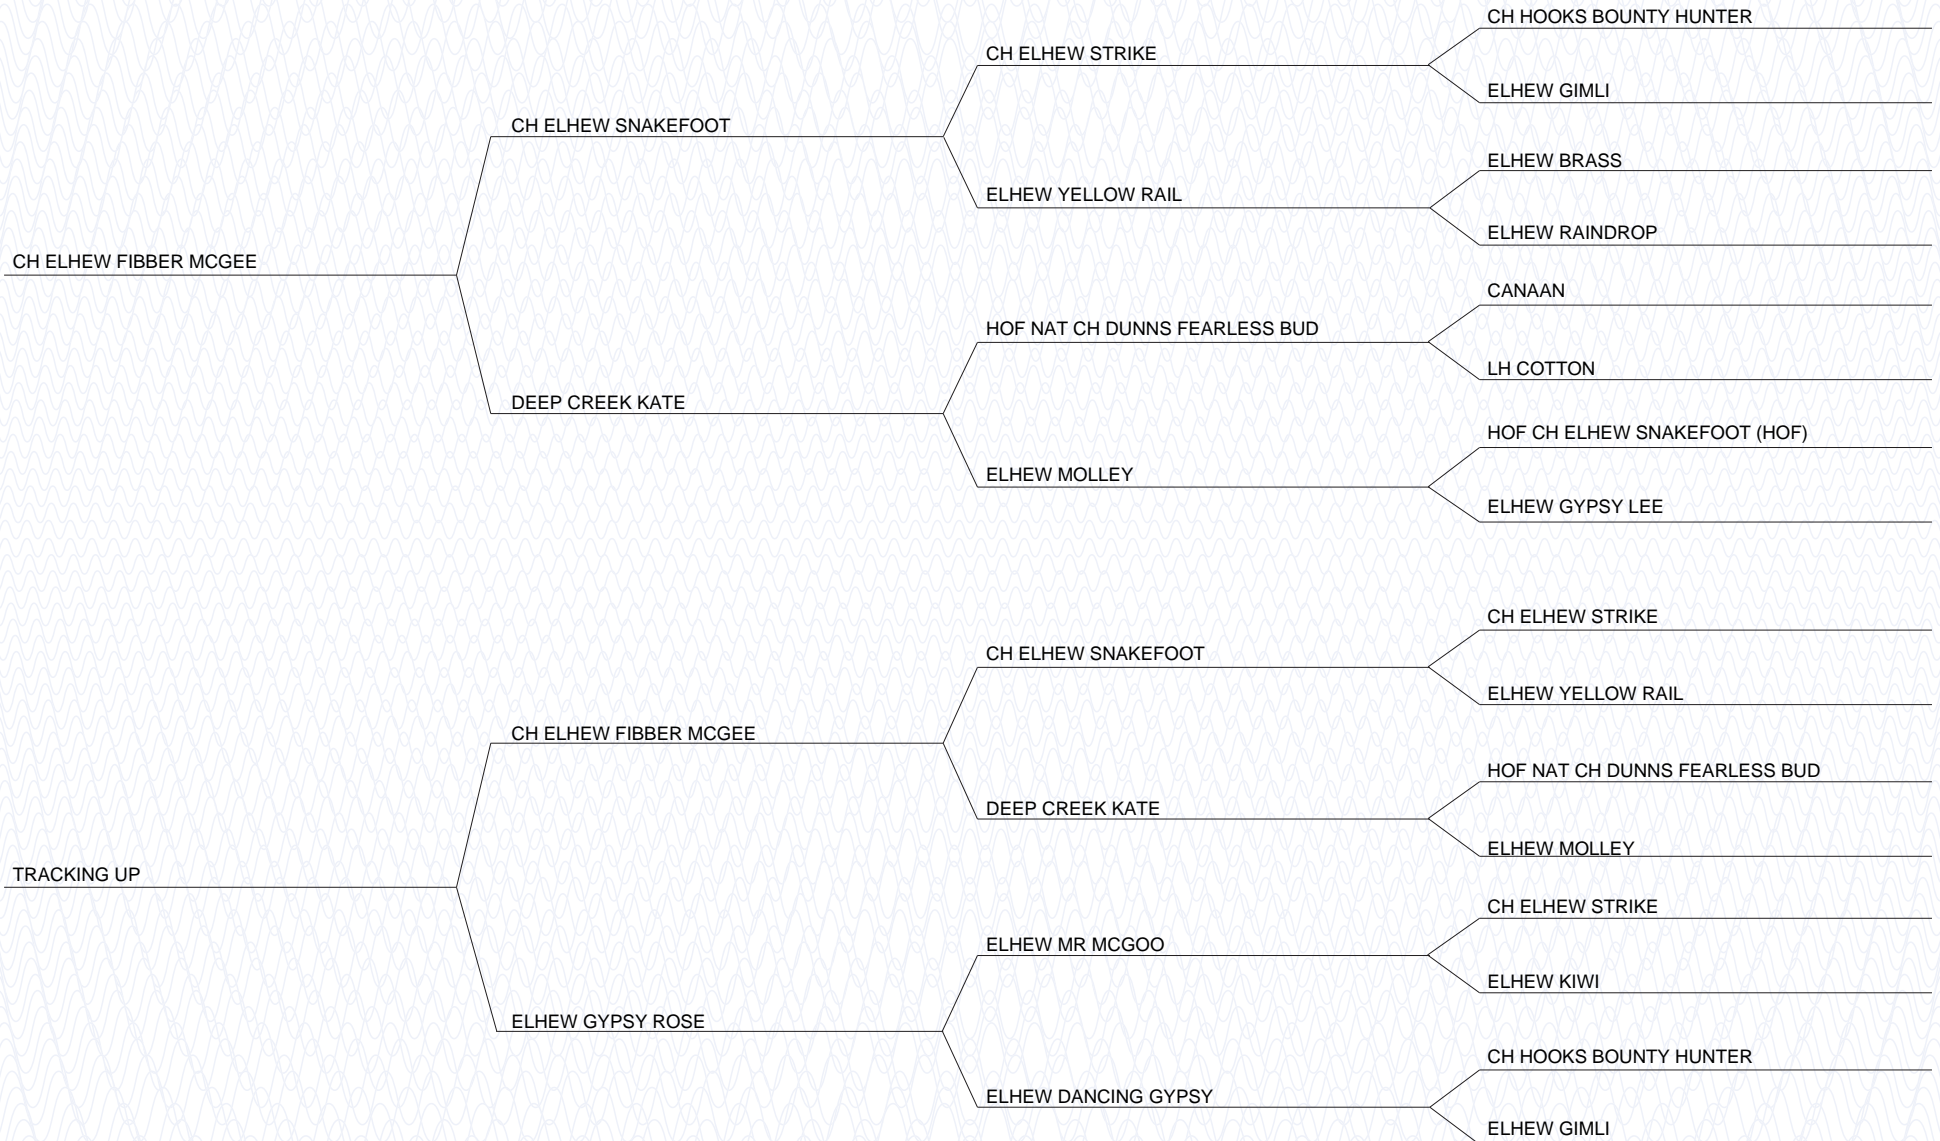 CH HOOKS BOUNTY HUNTER
CH ELHEW STRIKE
ELHEW GIMLI
CH ELHEW SNAKEFOOT
ELHEW BRASS
ELHEW YELLOW RAIL
ELHEW RAINDROP
CH ELHEW FIBBER MCGEE
CANAAN
HOF NAT CH DUNNS FEARLESS BUD
LH COTTON
DEEP CREEK KATE
HOF CH ELHEW SNAKEFOOT (HOF)
ELHEW MOLLEY
ELHEW GYPSY LEE
CH ELHEW STRIKE
CH ELHEW SNAKEFOOT
ELHEW YELLOW RAIL
CH ELHEW FIBBER MCGEE
HOF NAT CH DUNNS FEARLESS BUD
DEEP CREEK KATE
ELHEW MOLLEY
TRACKING UP
CH ELHEW STRIKE
ELHEW MR MCGOO
ELHEW KIWI
ELHEW GYPSY ROSE
CH HOOKS BOUNTY HUNTER
ELHEW DANCING GYPSY
ELHEW GIMLI